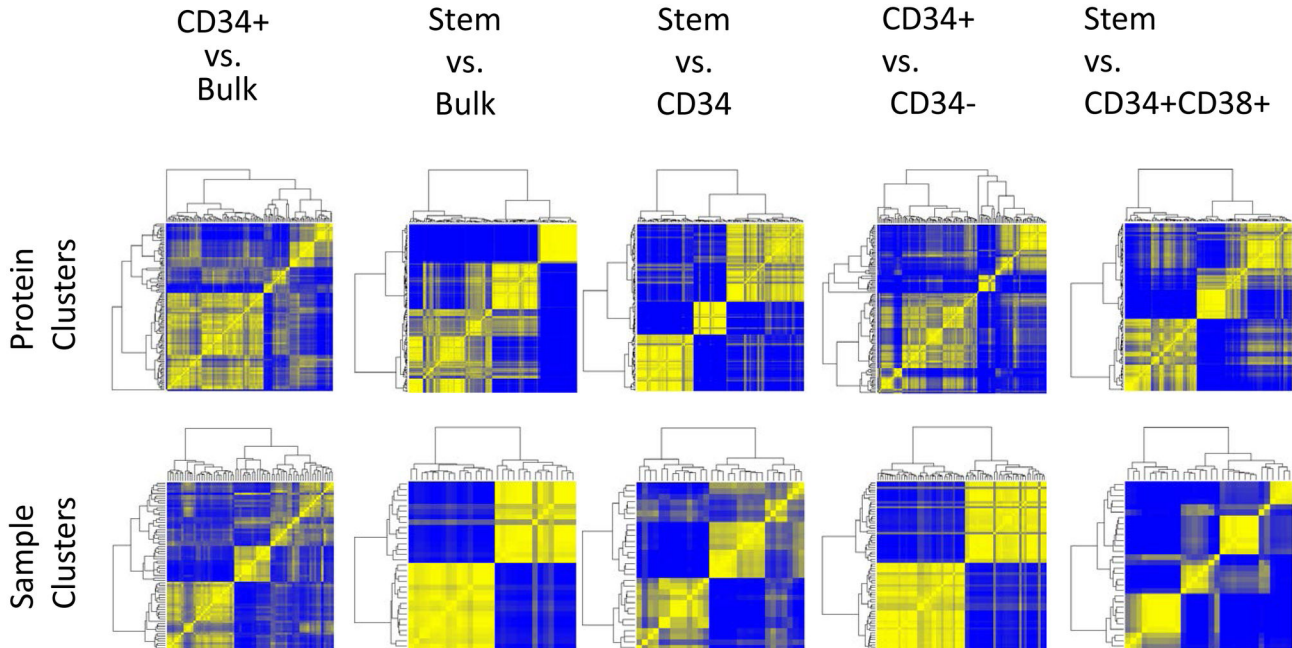 CD34+
vs.
Bulk
Stem
vs.
Bulk
Stem
vs.
CD34
CD34+
vs.
CD34-
Stem
vs.
CD34+CD38+
Protein
Clusters
Sample
Clusters